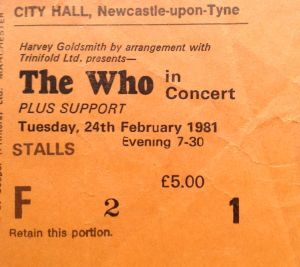 CITY HALL, Newcastle-upon-Tyne
Harvey Goldsmith by arrangement with
Trinifold Ltd. presents—
The Who in Concert
PLUS SUPPORT
Tuesday, 24th February 1981
Evening 7-30
STALLS
£5.00
F 2 1
Retain this portion.